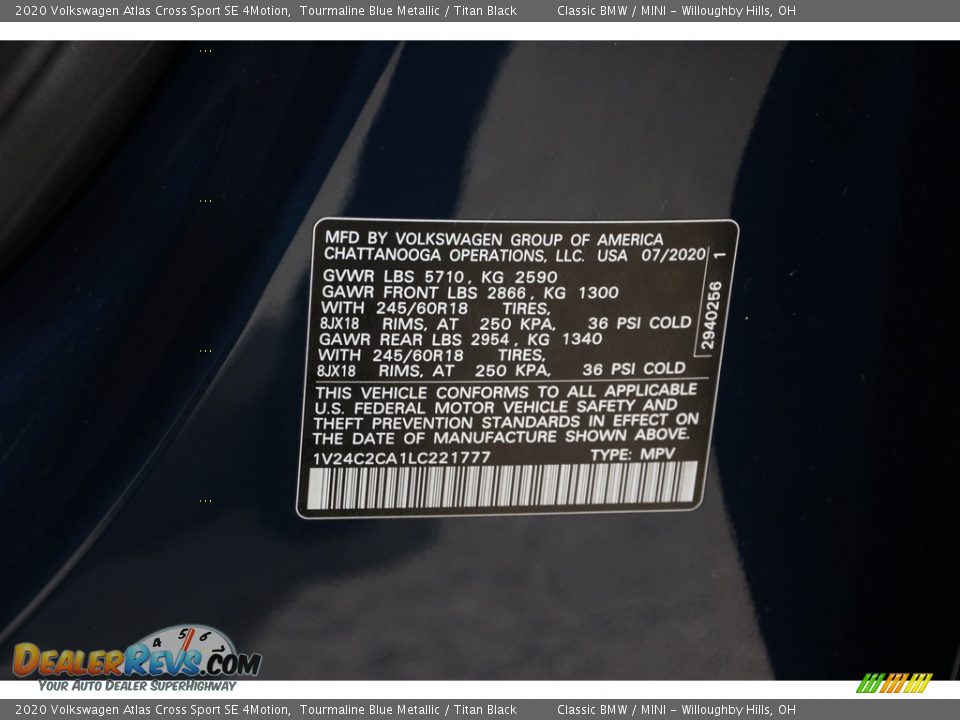 2020 Volkswagen Atlas Cross Sport SE 4Motion, Tourmaline Blue Metallic / Titan Black Classic BMW / MINI - Willoughby Hills, OH
MFD BY VOLKSWAGEN GROUP OF AMERICA
CHATTANOOGA OPERATIONS, LLC. USA 07/2020
GVWR LBS 5710, KG 2590
GAWR FRONT LBS 2866, KG 1300
WITH 245/60R18 TIRES,
8JX18 RIMS, AT 250 KPA, 36 PSI COLD
GAWR REAR LBS 2954, KG 1340
WITH 245/60R18 TIRES,
8JX18 RIMS, AT 250 KPA, 36 PSI COLD
2940256 1
THIS VEHICLE CONFORMS TO ALL APPLICABLE
U.S. FEDERAL MOTOR VEHICLE SAFETY AND
THEFT PREVENTION STANDARDS IN EFFECT ON
THE DATE OF MANUFACTURE SHOWN ABOVE.
1V24C2CA1LC221777 TYPE: MPV
4 5 6 7
DEALERREVS.COM
YOUR AUTO DEALER SUPERHIGHWAY
2020 Volkswagen Atlas Cross Sport SE 4Motion, Tourmaline Blue Metallic / Titan Black Classic BMW / MINI - Willoughby Hills, OH